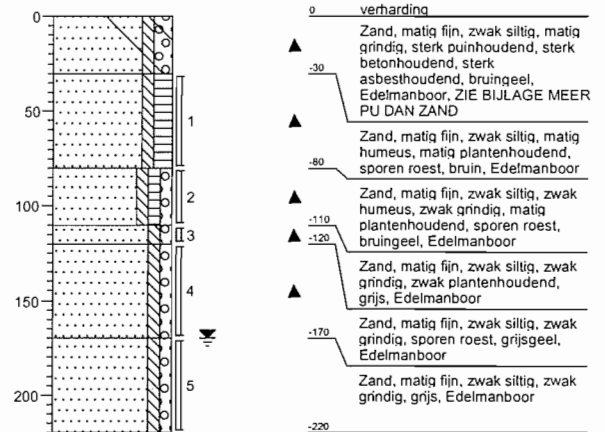 0
50
100
150
200
1
2
3
4
5
0 verharding
Zand, matig fijn, zwak siltig, matig
grindig, sterk puinhoudend, sterk
betonhoudend, sterk
asbesthoudend, bruingeel,
Edelmanboor, ZIE BIJLAGE MEER
PU DAN ZAND
-30
Zand, matig fijn, zwak siltig, matig
humeus, matig plantenhoudend,
sporen roest, bruin, Edelmanboor
-80
Zand, matig fijn, zwak siltig, zwak
humeus, zwak grindig, matig
plantenhoudend, sporen roest,
bruingeel, Edelmanboor
-110
Zand, matig fijn, zwak siltig, zwak
grindig, zwak plantenhoudend,
grijs, Edelmanboor
-120
Zand, matig fijn, zwak siltig, zwak
grindig, sporen roest, grijsgeel,
Edelmanboor
-170
Zand, matig fijn, zwak siltig, zwak
grindig, grijs, Edelmanboor
-220